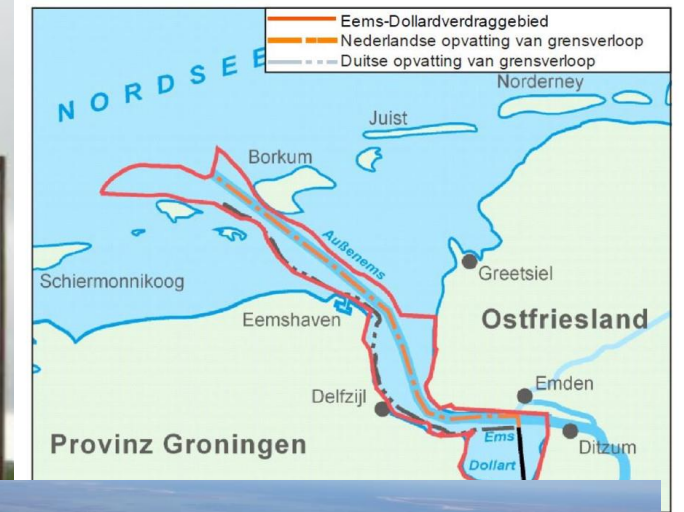 Eems-Dollardverdraggebied
Nederlandse opvatting van grensverloop
Duitse opvatting van grensverloop
NORDSEE
Norderney
Juist
Borkum
Außenems
Schiermonnikoog
Greetsiel
Eemshaven
Ostfriesland
Emden
Delfzijl
Ems
Ditzum
Provinz Groningen
Dollart